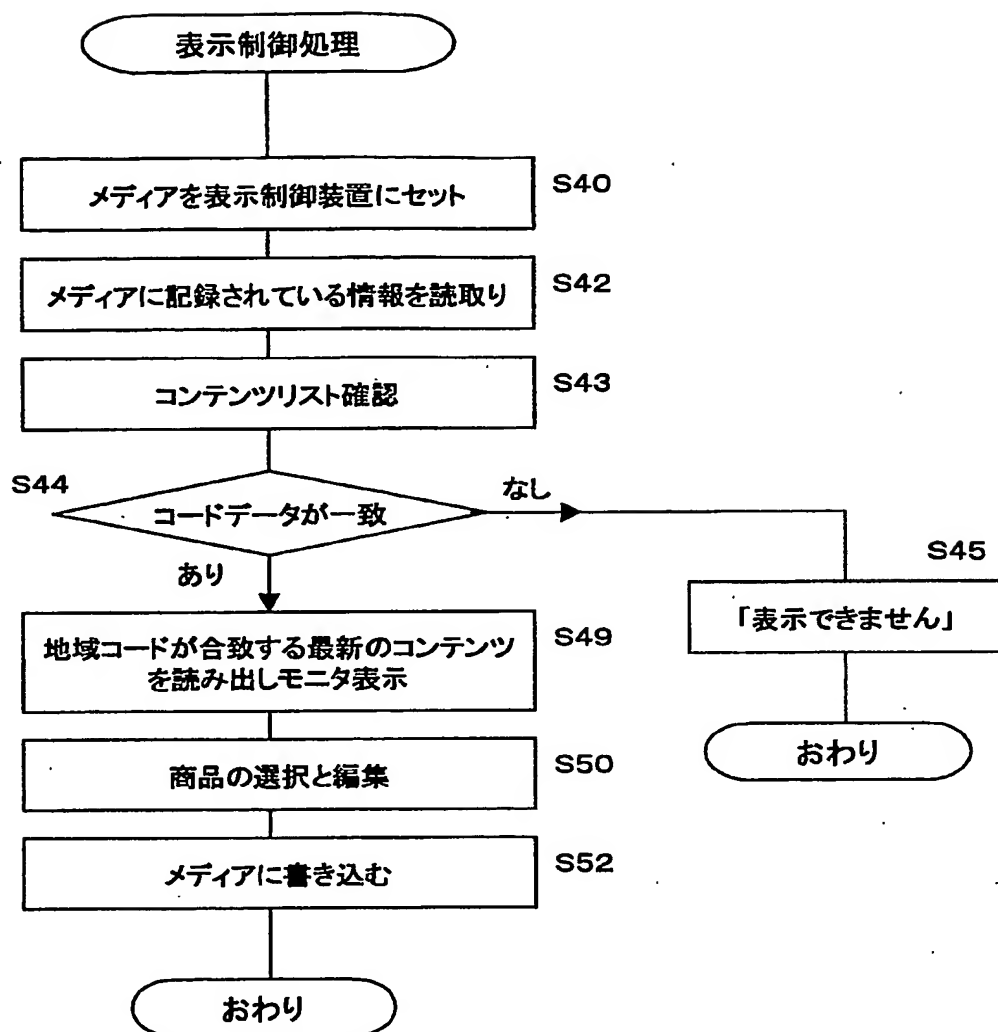 表示制御処理
メディアを表示制御装置にセット
S40
メディアに記録されている情報を読取り
S42
コンテンツリスト確認
S43
S44
コードデータが一致
なし
あり
S45
「表示できません」
おわり
地域コードが合致する最新のコンテンツ
を読み出しモニタ表示
S49
商品の選択と編集
S50
メディアに書き込む
S52
おわり